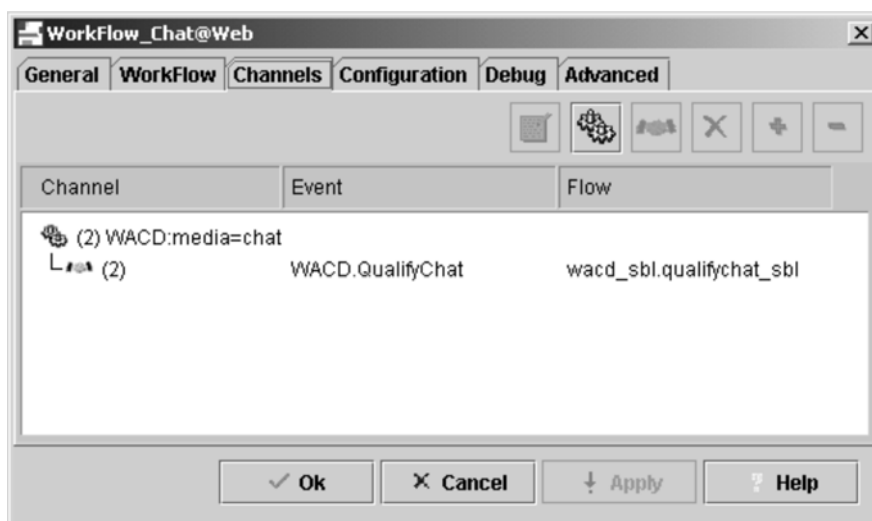 WorkFlow_Chat@Web
General WorkFlow Channels Configuration Debug Advanced
Channel Event Flow
(2) WACD:media=chat
(2) WACD.QualifyChat wacd_sbl.qualifychat_sbl
Ok Cancel Apply Help